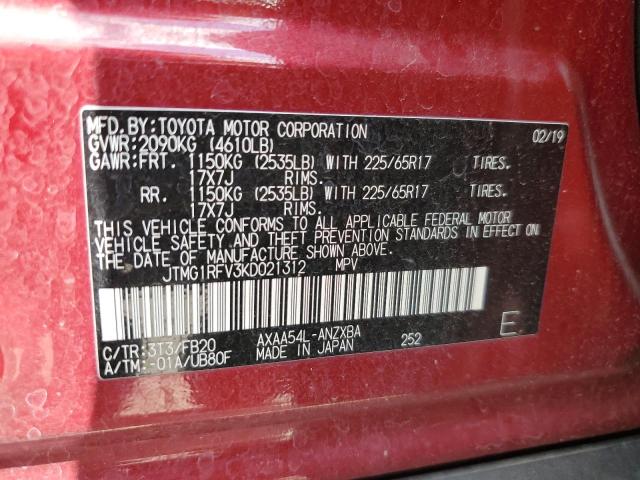 MFD. BY: TOYOTA MOTOR CORPORATION 02/19
GVWR: 2090KG (4610LB)
GAWR: FRT. 1150KG (2535LB) WITH 225/65R17 TIRES.
17X7J RIMS.
RR. 1150KG (2535LB) WITH 225/65R17 TIRES.
17X7J RIMS.
THIS VEHICLE CONFORMS TO ALL APPLICABLE FEDERAL MOTOR
VEHICLE SAFETY AND THEFT PREVENTION STANDARDS IN EFFECT ON
THE DATE OF MANUFACTURE SHOWN ABOVE.
JTMG1RFV3KD021312 MPV
C/TR: 3T3/FB20 AXAA54L-ANZXBA 252 E.
A/TM: -01A/UB80F MADE IN JAPAN